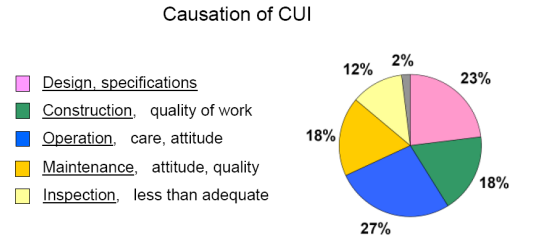 Causation of CUI
Design, specifications
Construction, quality of work
Operation, care, attitude
Maintenance, attitude, quality
Inspection, less than adequate
2%
12%
23%
18%
18%
27%